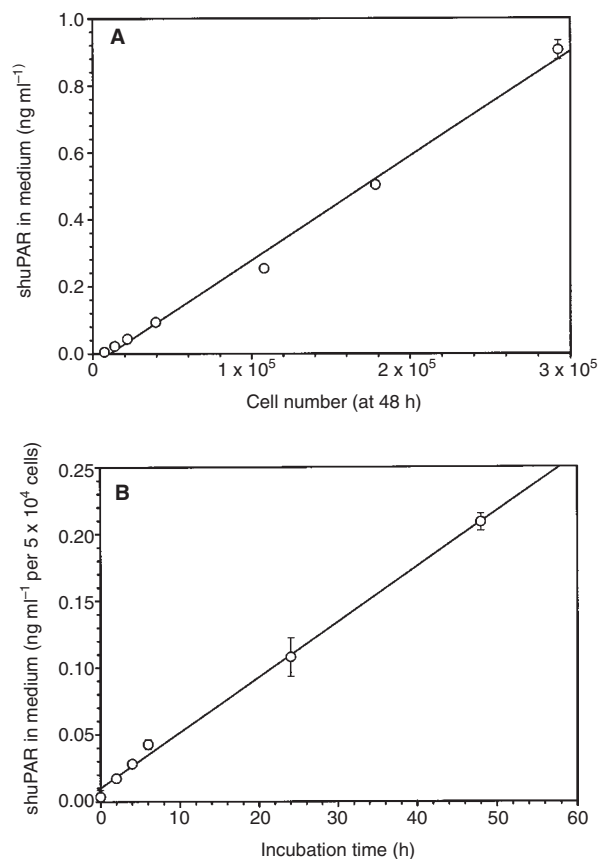 A
1.0
0.8
0.6
0.4
0.2
0.0
shuPAR in medium (ng ml⁻¹)
0
1 x 10⁵
2 x 10⁵
3 x 10⁵
Cell number (at 48 h)
B
0.25
0.20
0.15
0.10
0.05
0.00
shuPAR in medium (ng ml⁻¹ per 5 x 10⁴ cells)
0
10
20
30
40
50
60
Incubation time (h)